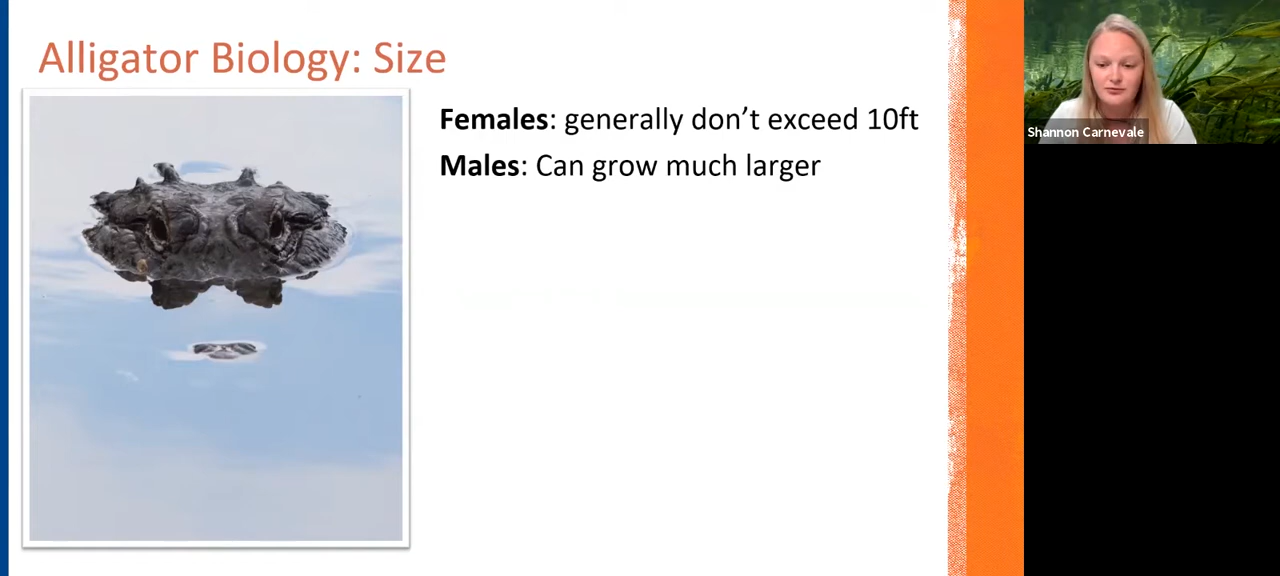 Alligator Biology: Size
Females: generally don’t exceed 10ft
Males: Can grow much larger
Shannon Carnevale